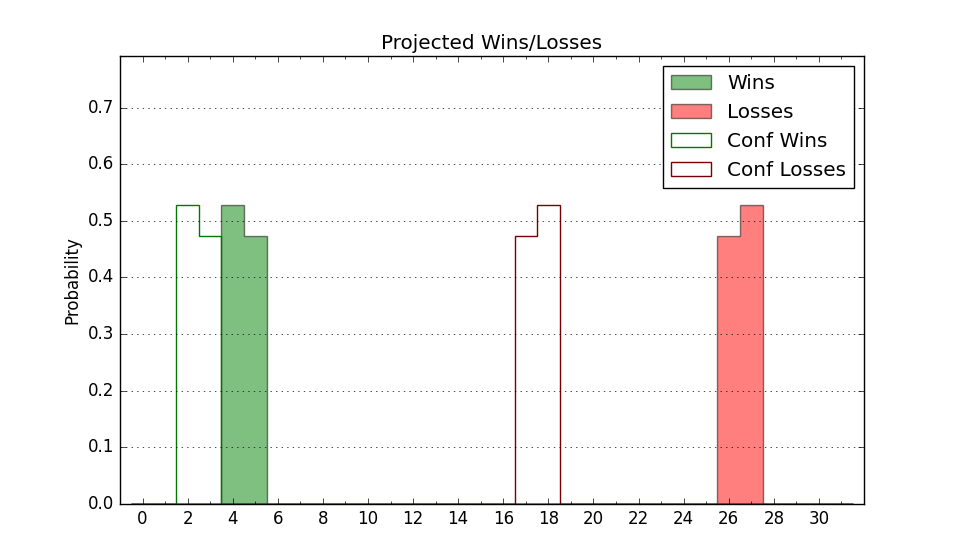 Projected Wins/Losses
Wins
Losses
Conf Wins
Conf Losses
Probability
0.7
0.6
0.5
0.4
0.3
0.2
0.1
0.0
0 2 4 6 8 10 12 14 16 18 20 22 24 26 28 30